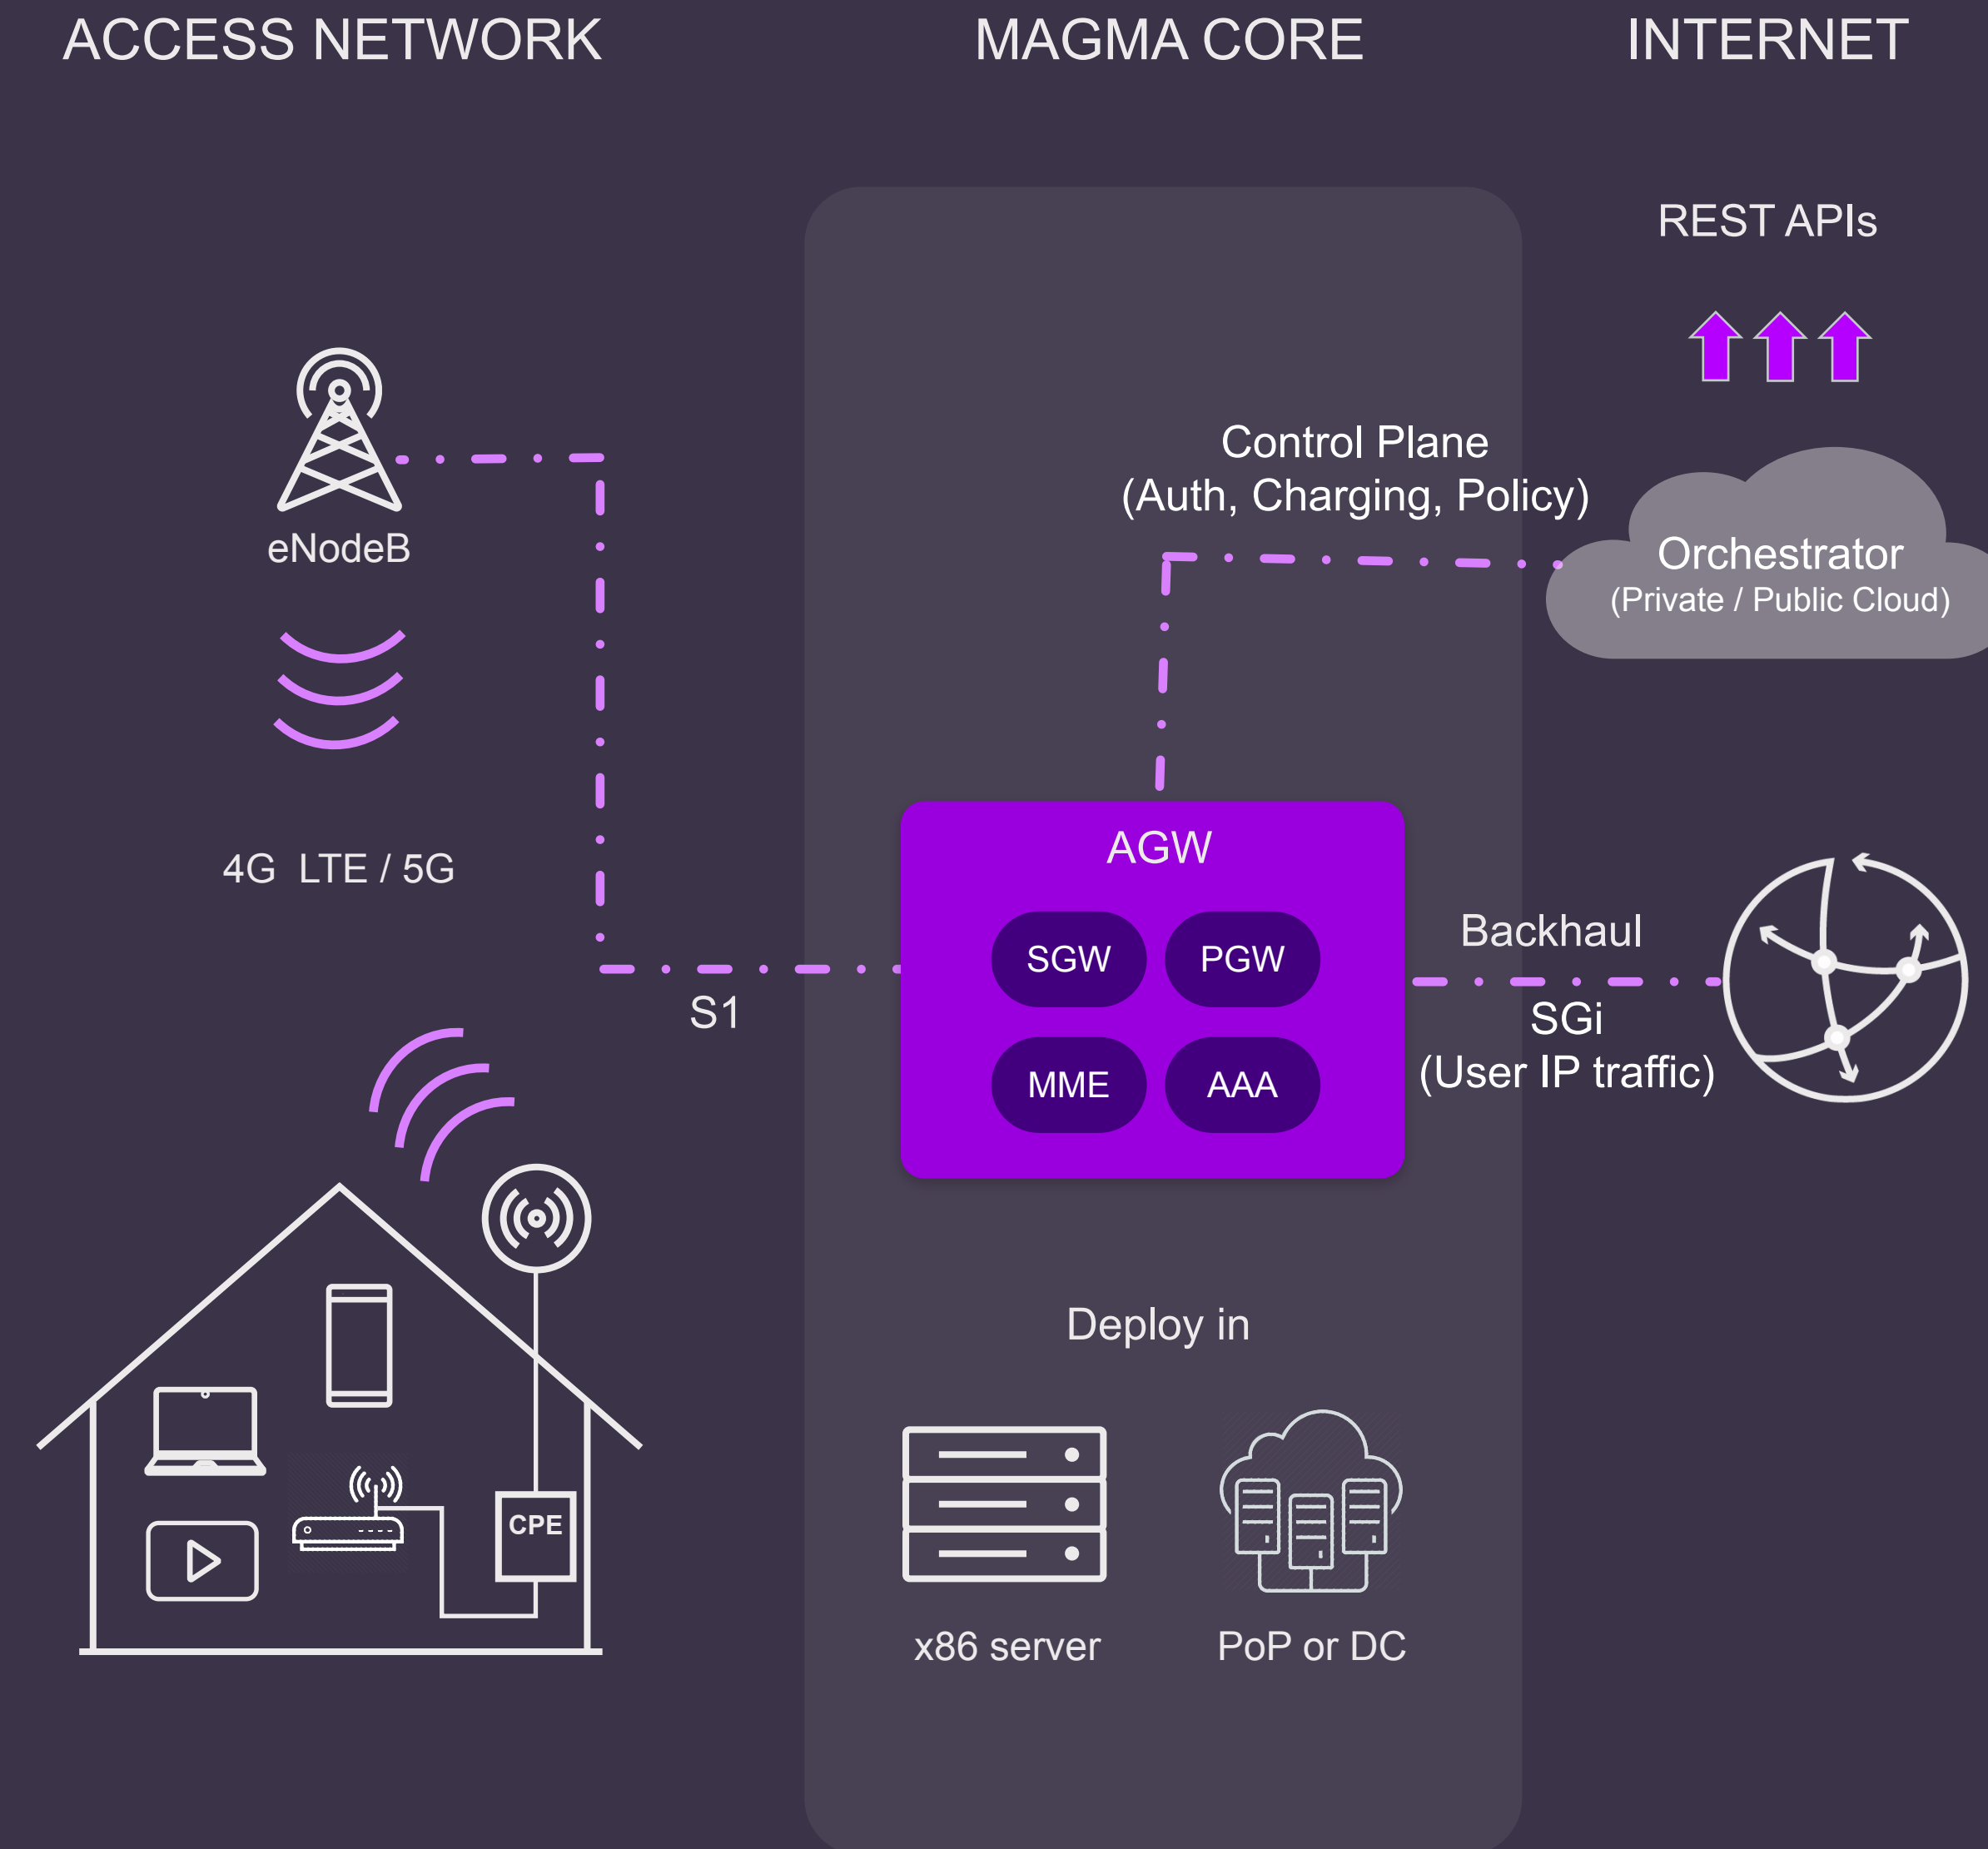 ACCESS NETWORK
MAGMA CORE
INTERNET
REST APIs
Control Plane
(Auth, Charging, Policy)
Orchestrator
(Private / Public Cloud)
eNodeB
4G LTE / 5G
S1
AGW
SGW
PGW
MME
AAA
Backhaul
SGi
(User IP traffic)
Deploy in
x86 server
PoP or DC
CPE